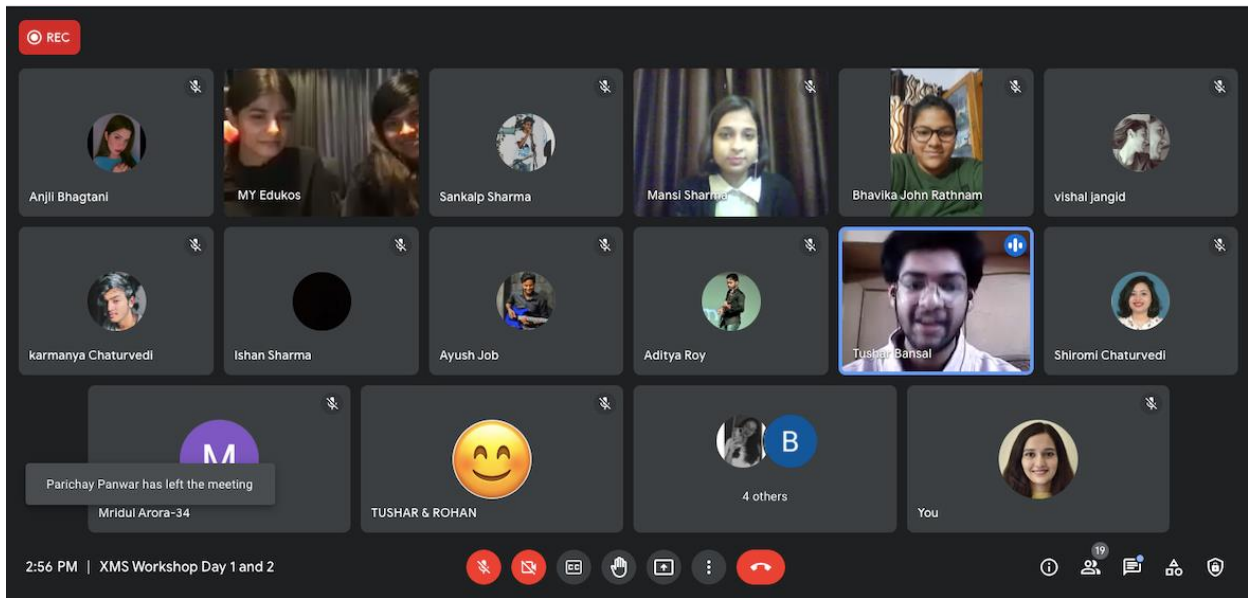 REC
Anjli Bhagtani
MY Edukos
Sankalp Sharma
Mansi Sharma
Bhavika John Rathnam
vishal jangid
karmanya Chaturvedi
Ishan Sharma
Ayush Job
Aditya Roy
Tushar Bansal
Shiromi Chaturvedi
M
B
Parichay Panwar has left the meeting
4 others
Mridul Arora-34
TUSHAR & ROHAN
You
2:56 PM | XMS Workshop Day 1 and 2
CC
19